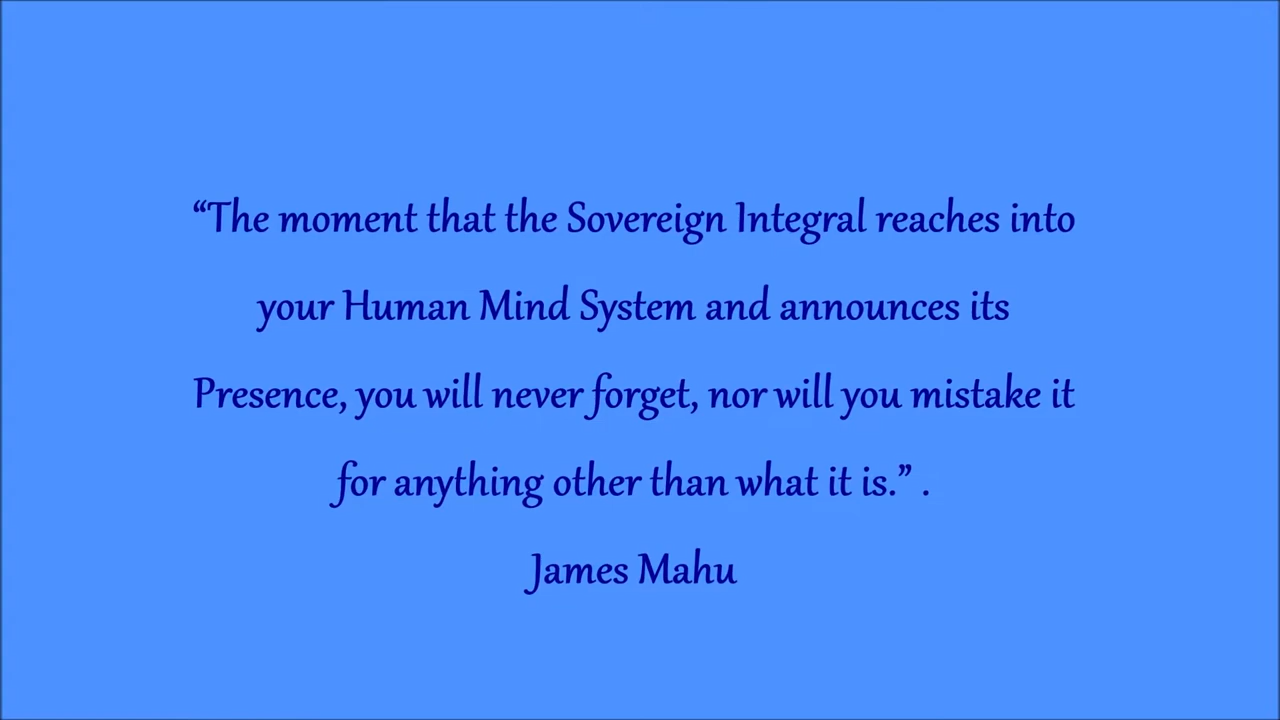 “The moment that the Sovereign Integral reaches into
your Human Mind System and announces its
Presence, you will never forget, nor will you mistake it
for anything other than what it is.” .
James Mahu